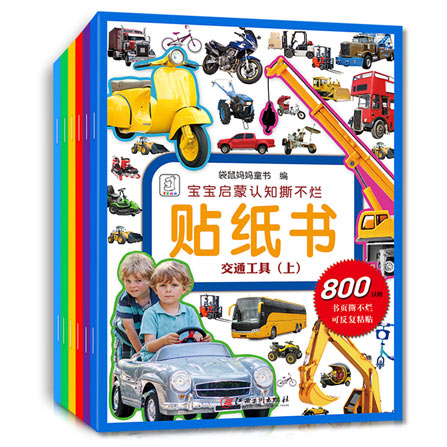 袋鼠妈妈童书 编
宝宝启蒙认知撕不烂
贴纸书
交通工具（上）
800
书页撕不烂
可反复粘贴